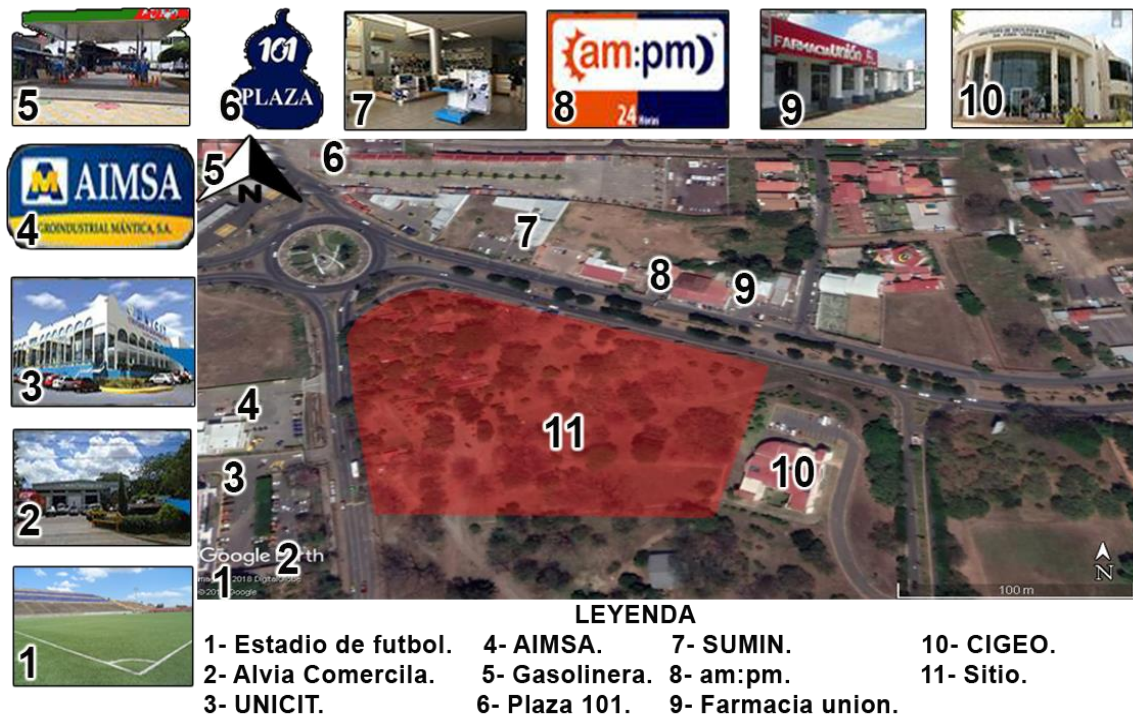 5
6
101
PLAZA
7
am:pm
24 Horas
8
FARMACIA Unión
9
10
AIMSA
AGROINDUSTRIAL MÁNTICA, S.A.
4
5
N
6
7
8
9
UNICIT
3
4
11
3
10
2
Google Earth
2
1
N
100 m
1
LEYENDA
1- Estadio de futbol. 4- AIMSA. 7- SUMIN. 10- CIGEO.
2- Alvia Comercila. 5- Gasolinera. 8- am:pm. 11- Sitio.
3- UNICIT. 6- Plaza 101. 9- Farmacia union.